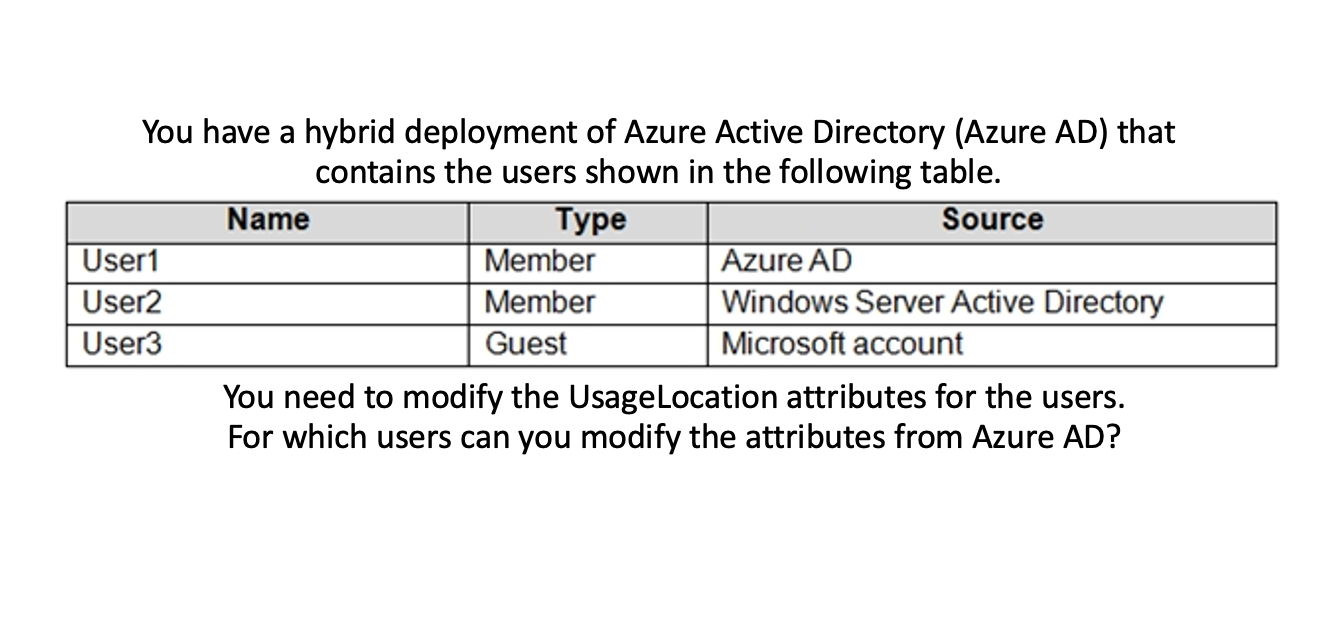 You have a hybrid deployment of Azure Active Directory (Azure AD) that
contains the users shown in the following table.
Name Type Source
User1 Member Azure AD
User2 Member Windows Server Active Directory
User3 Guest Microsoft account
You need to modify the UsageLocation attributes for the users.
For which users can you modify the attributes from Azure AD?